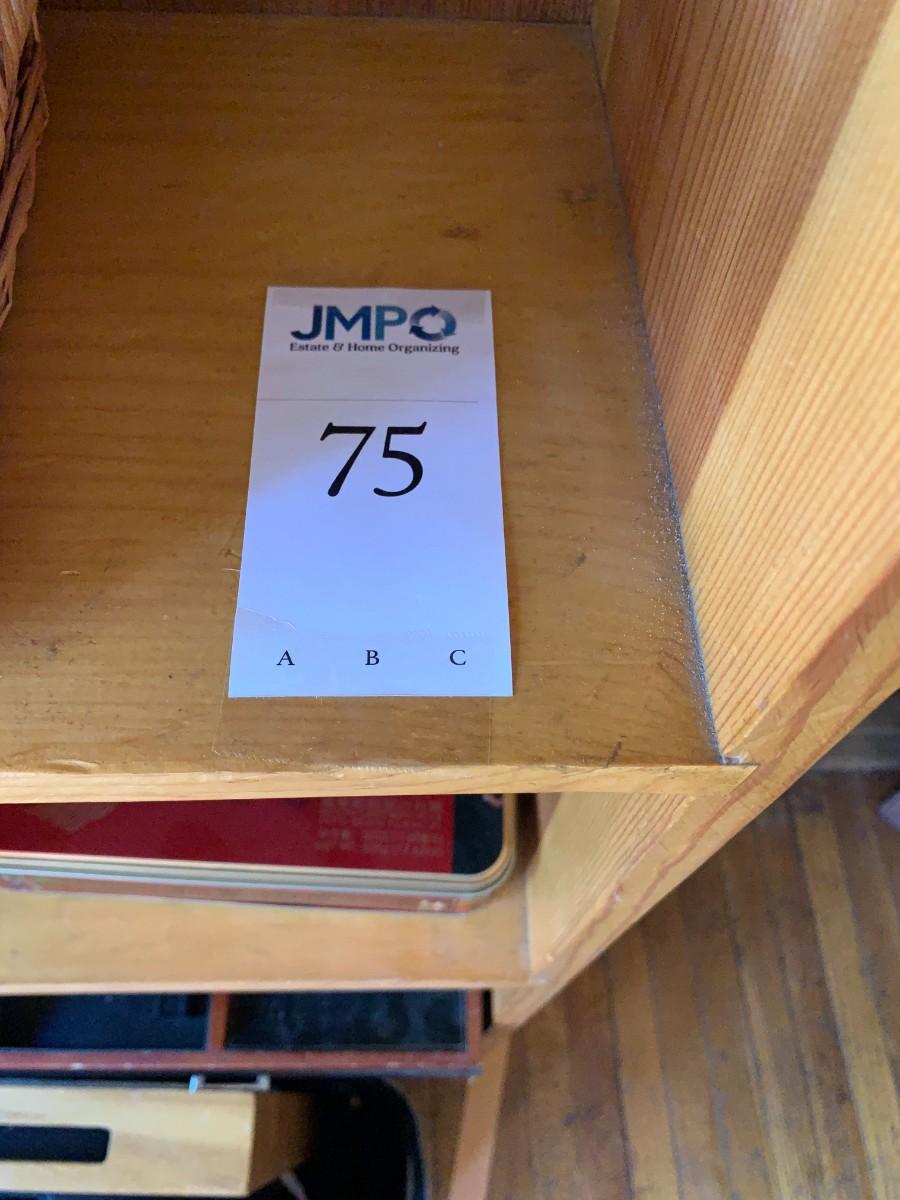 JMPO
Estate & Home Organizing
75
A B C